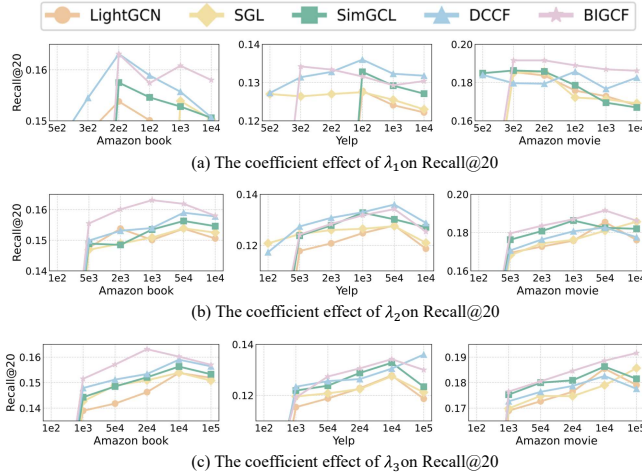 LightGCN SGL SimGCL DCCF BIGCF
Recall@20
0.16
0.15
5e2 3e2 2e2 1e2 1e3 1e4
Amazon book
0.14
0.13
0.12
5e2 3e2 2e2 1e2 1e3 1e4
Yelp
0.20
0.19
0.18
0.17
0.16
5e2 3e2 2e2 1e2 1e3 1e4
Amazon movie
(a) The coefficient effect of λ1on Recall@20
Recall@20
0.16
0.15
0.14
1e2 5e3 2e3 1e3 5e4 1e4
Amazon book
0.14
0.12
1e2 5e3 2e3 1e3 5e4 1e4
Yelp
0.20
0.18
0.16
1e2 5e3 2e3 1e3 5e4 1e4
Amazon movie
(b) The coefficient effect of λ2on Recall@20
Recall@20
0.16
0.15
0.14
1e2 1e3 5e4 2e4 1e4 1e5
Amazon book
0.14
0.12
1e2 1e3 5e4 2e4 1e4 1e5
Yelp
0.19
0.18
0.17
1e2 1e3 5e4 2e4 1e4 1e5
Amazon movie
(c) The coefficient effect of λ3on Recall@20